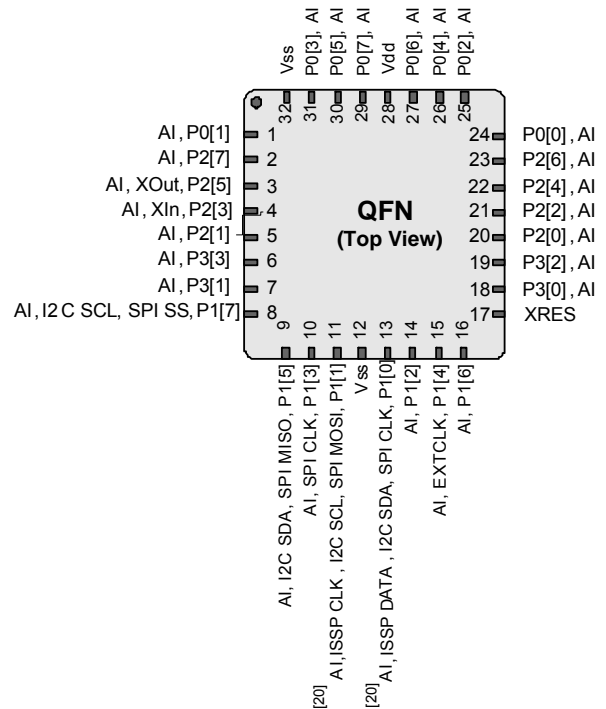 Vss
P0[3], AI
P0[5], AI
P0[7], AI
Vdd
P0[6], AI
P0[4], AI
P0[2], AI
32
31
30
29
28
27
26
25
AI, P0[1] 1
AI, P2[7] 2
AI, XOut, P2[5] 3
AI, XIn, P2[3] 4
AI, P2[1] 5
AI, P3[3] 6
AI, P3[1] 7
AI, I2C SCL, SPI SS, P1[7] 8
QFN
(Top View)
24 P0[0], AI
23 P2[6], AI
22 P2[4], AI
21 P2[2], AI
20 P2[0], AI
19 P3[2], AI
18 P3[0], AI
17 XRES
9
10
11
12
13
14
15
16
AI, I2C SDA, SPI MISO, P1[5]
AI, SPI CLK, P1[3]
[20] AI, ISSP CLK, I2C SCL, SPI MOSI, P1[1]
Vss
[20] AI, ISSP DATA, I2C SDA, SPI CLK, P1[0]
AI, P1[2]
AI, EXTCLK, P1[4]
AI, P1[6]